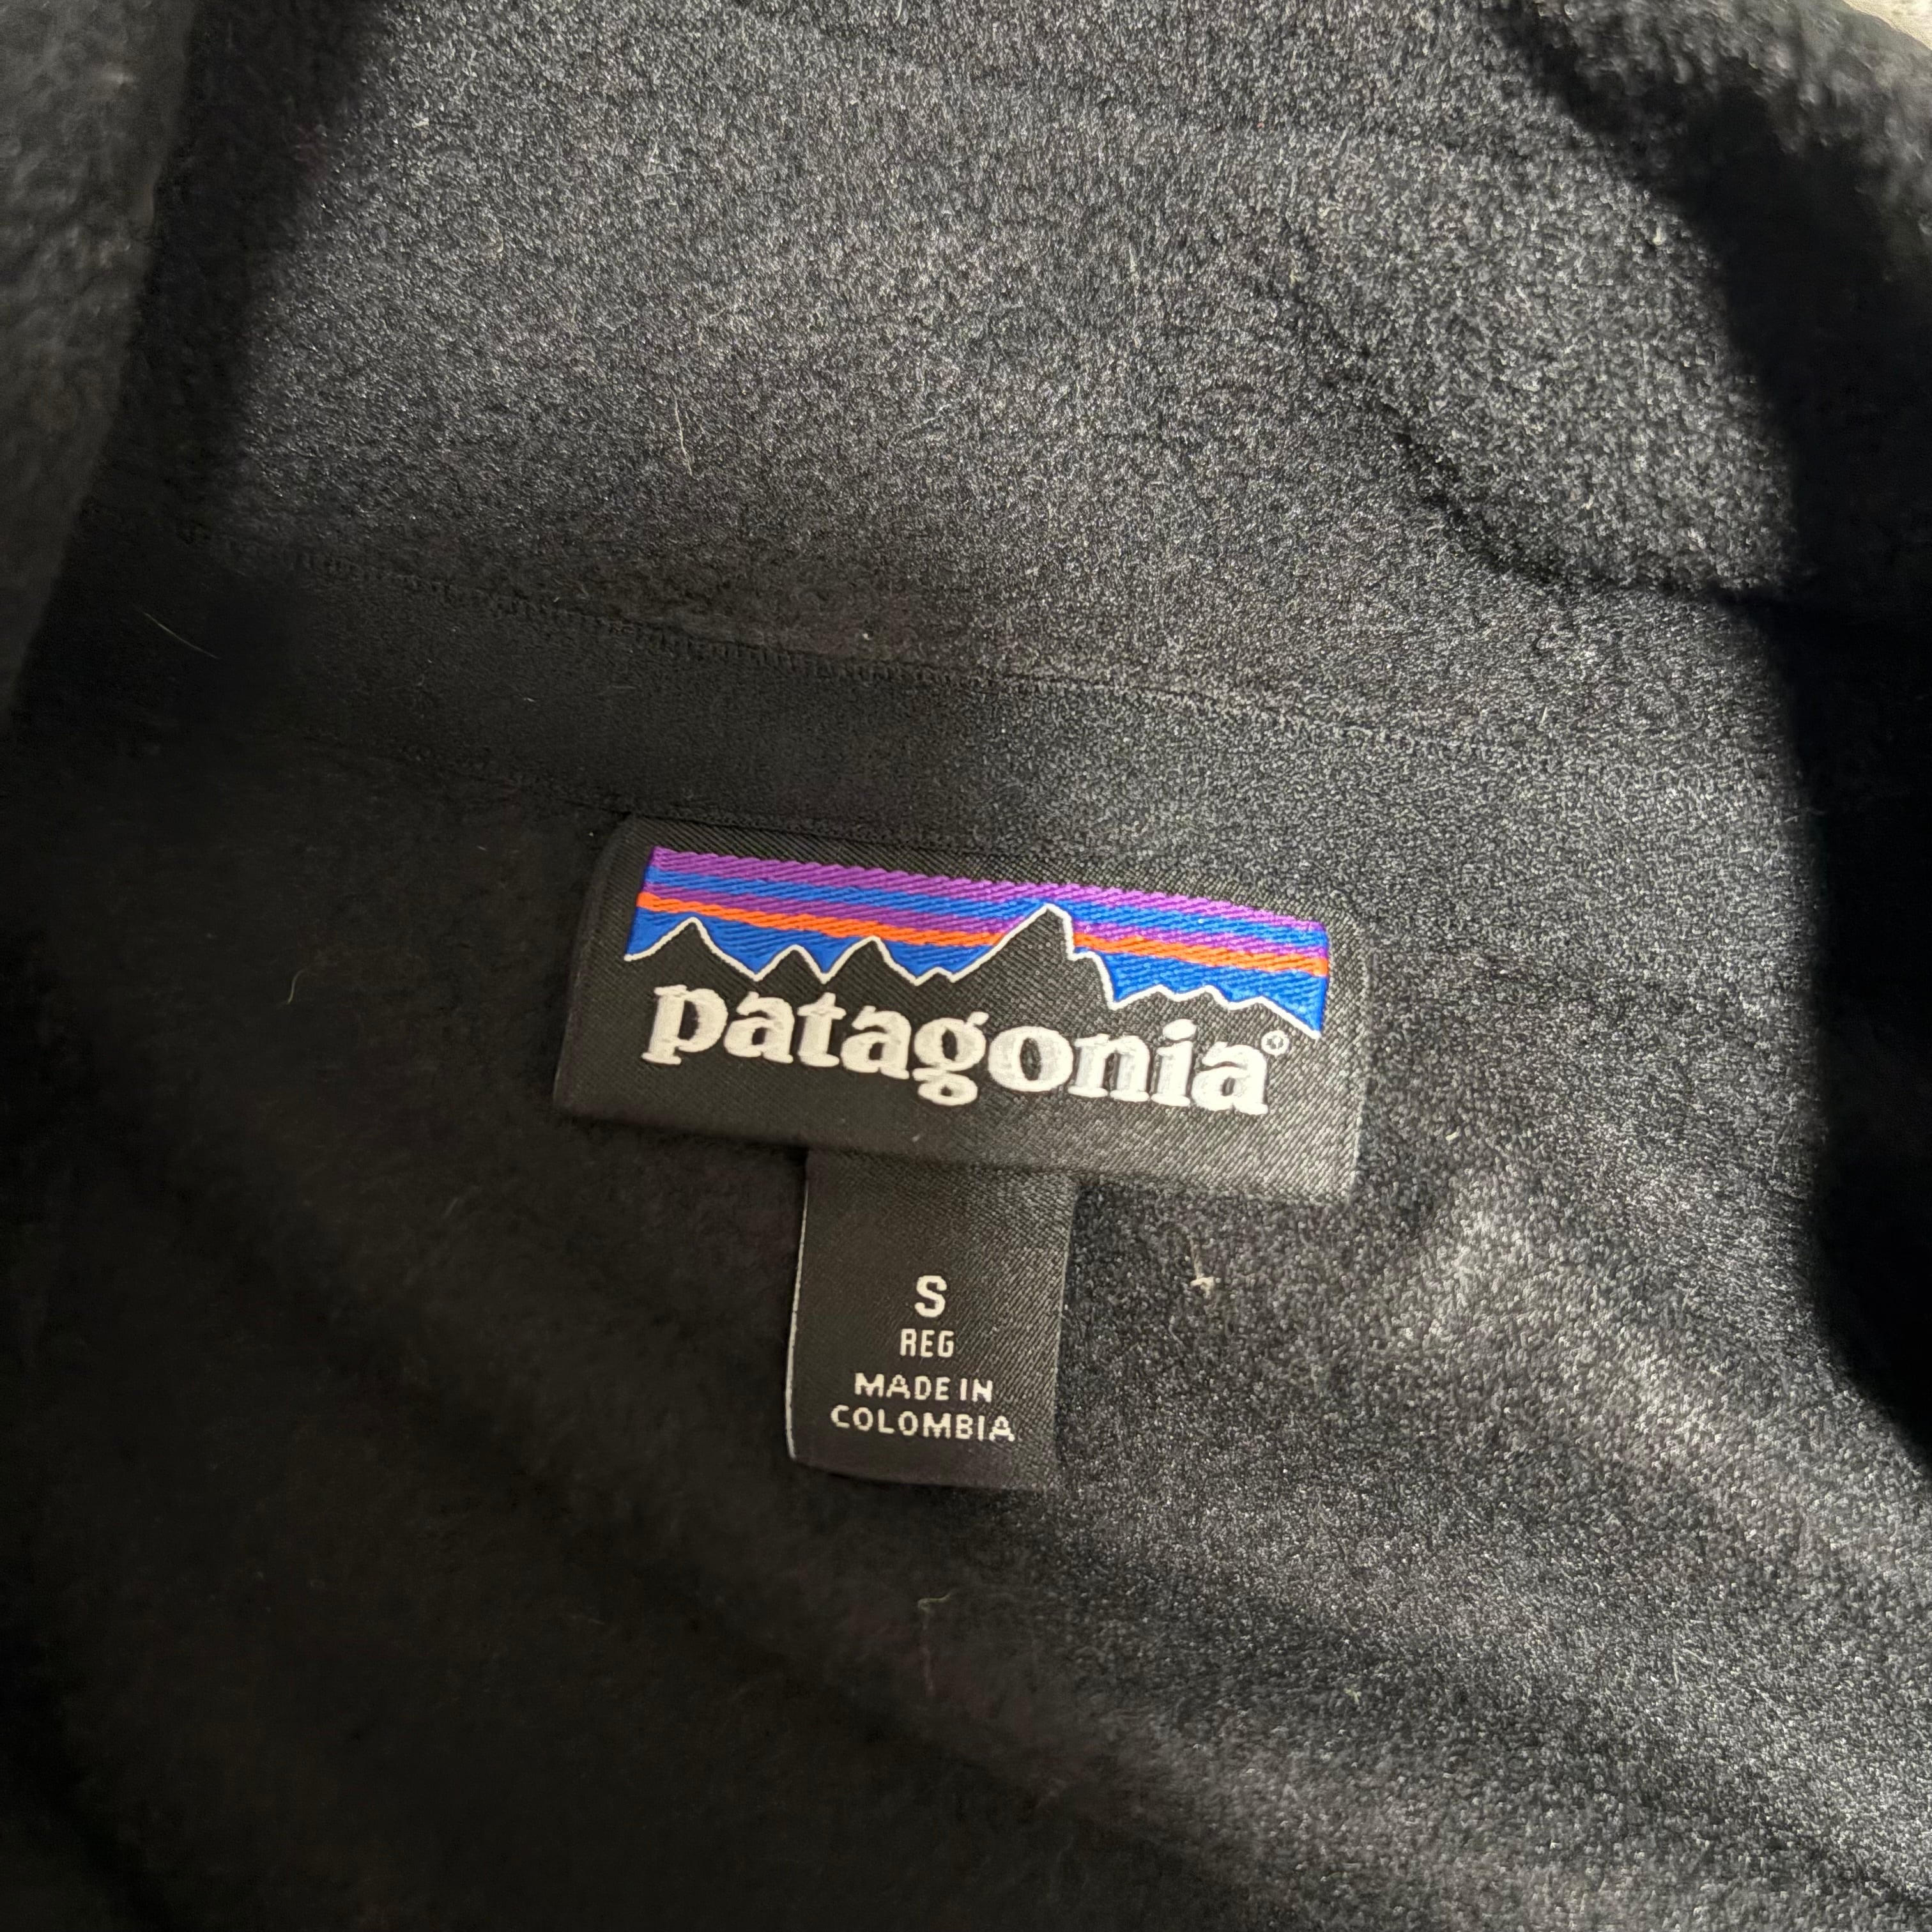 patagonia®
S
REG
MADE IN
COLOMBIA